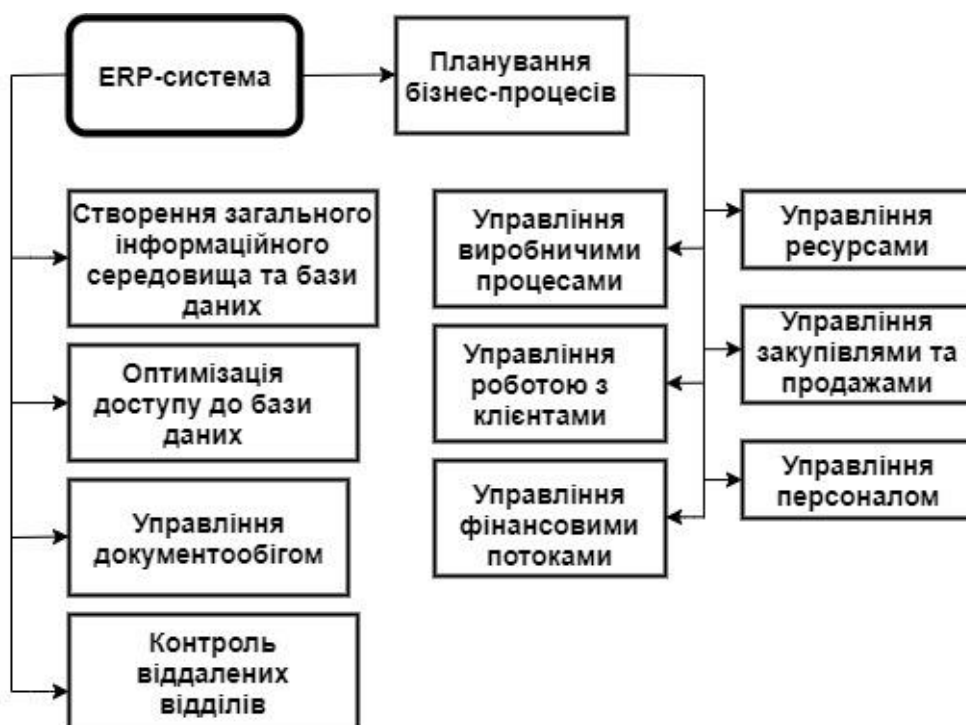 ERP-система
Планування
бізнес-процесів
Створення загального
інформаційного
середовища та бази
даних
Оптимізація
доступу до бази
даних
Управління
документообігом
Контроль
віддалених
відділів
Управління
виробничими
процесами
Управління
роботою з
клієнтами
Управління
фінансовими
потоками
Управління
ресурсами
Управління
закупівлями та
продажами
Управління
персоналом